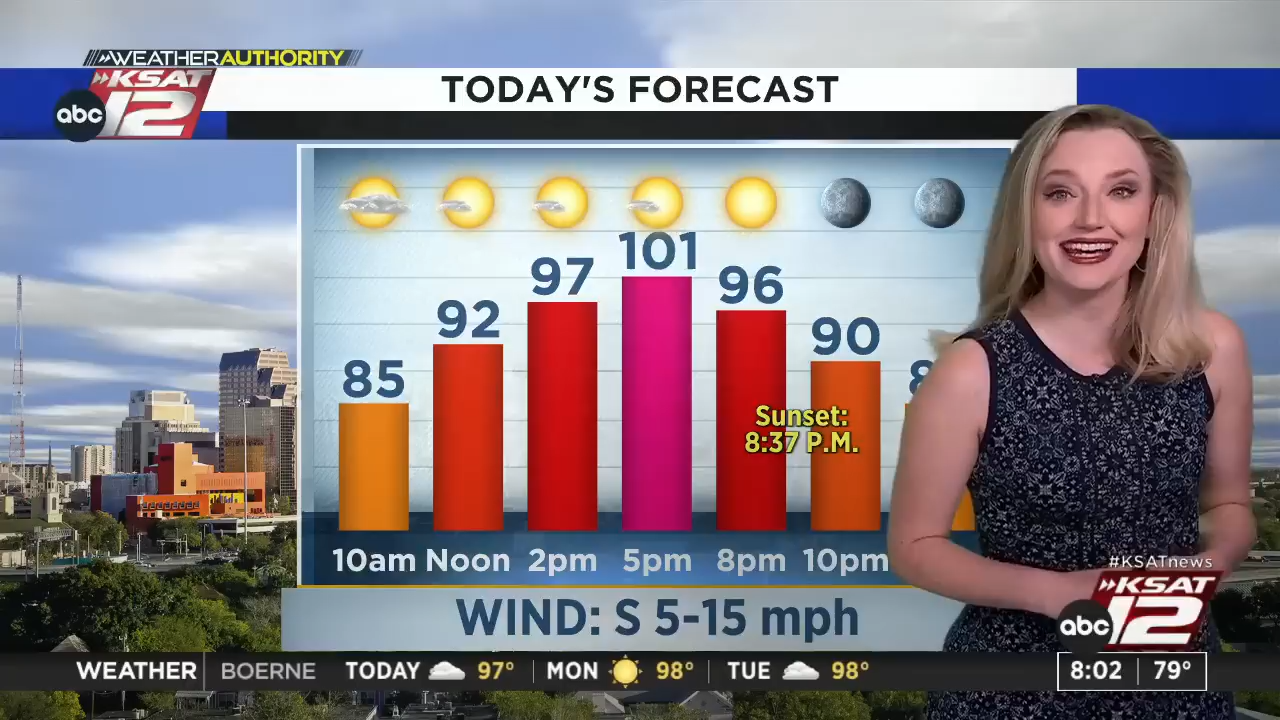 WEATHERAUTHORITY
KSAT
abc 12
TODAY'S FORECAST
101
97
96
92
90
85
Sunset:
8:37 P.M.
10am Noon 2pm 5pm 8pm 10pm
WIND: S 5-15 mph
#KSATnews
KSAT
abc 12
WEATHER BOERNE TODAY 97° MON 98° TUE 98° 8:02 79°